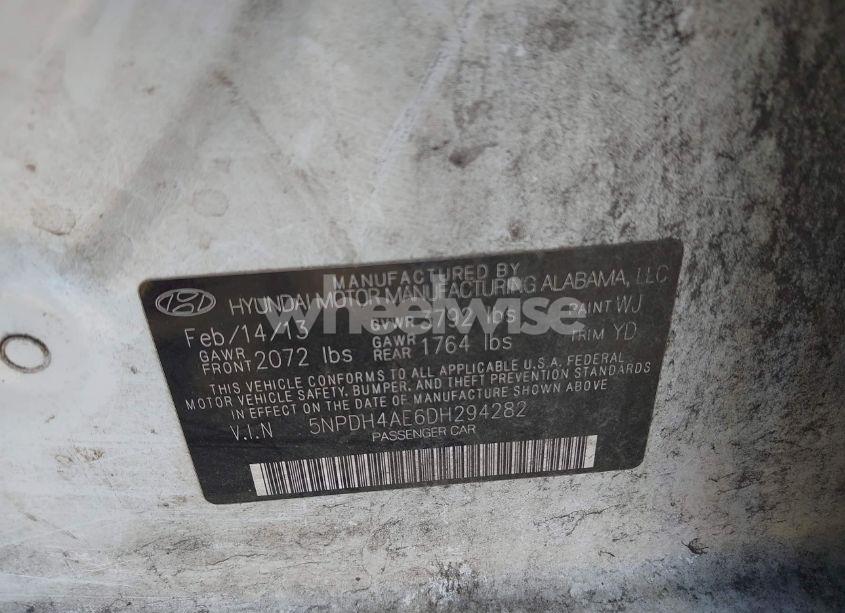 MANUFACTURED BY
HYUNDAI MOTOR MANUFACTURING ALABAMA, LLC
Feb/14/13 GVWR 3792 lbs PAINT WJ
GAWR FRONT 2072 lbs GAWR REAR 1764 lbs TRIM YD
THIS VEHICLE CONFORMS TO ALL APPLICABLE U.S.A. FEDERAL
MOTOR VEHICLE SAFETY, BUMPER, AND THEFT PREVENTION STANDARDS
IN EFFECT ON THE DATE OF MANUFACTURE SHOWN ABOVE
V.I.N 5NPDH4AE6DH294282
PASSENGER CAR
wheelwise